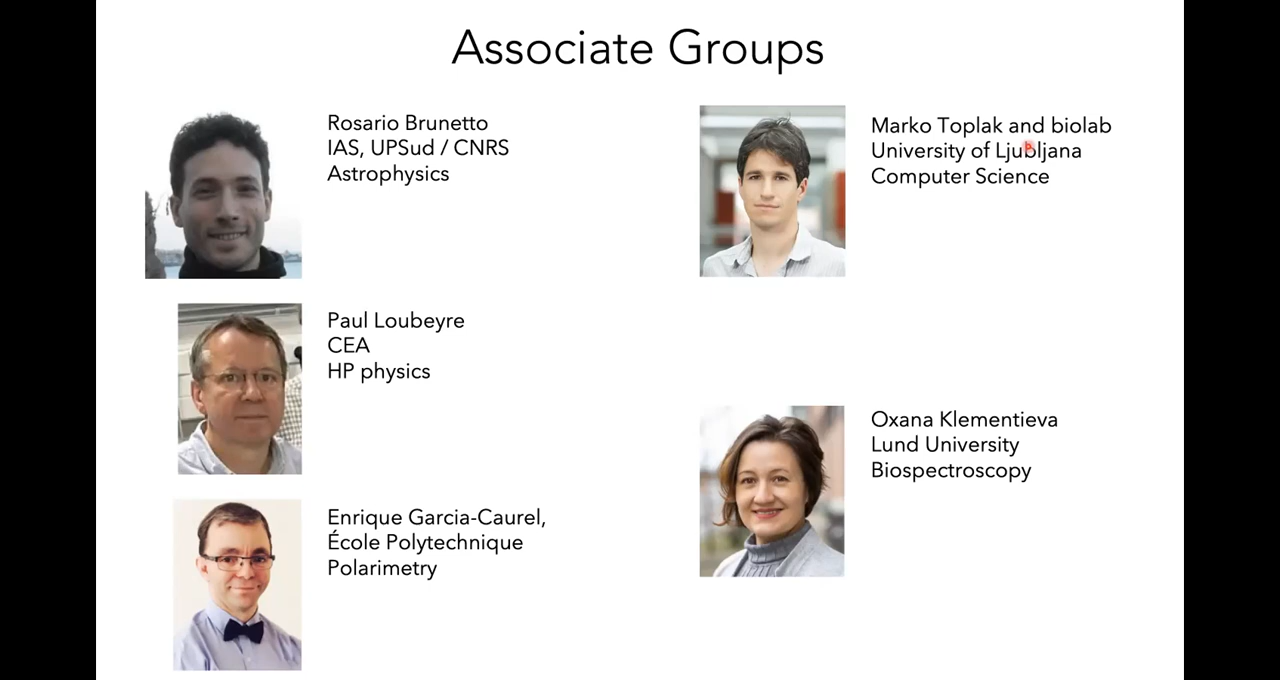 Associate Groups
Rosario Brunetto
IAS, UPSud / CNRS
Astrophysics
Paul Loubeyre
CEA
HP physics
Enrique Garcia-Caurel,
École Polytechnique
Polarimetry
Marko Toplak and biolab
University of Ljubljana
Computer Science
Oxana Klementieva
Lund University
Biospectroscopy